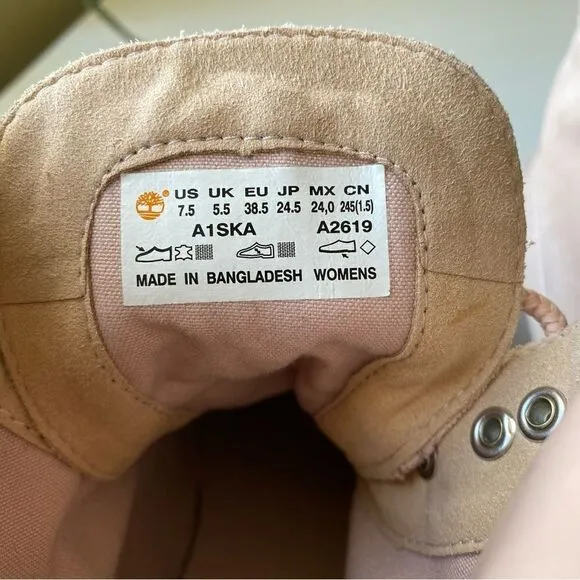 US UK EU JP MX CN
7.5 5.5 38.5 24.5 24,0 245(1.5)
A1SKA A2619
MADE IN BANGLADESH WOMENS